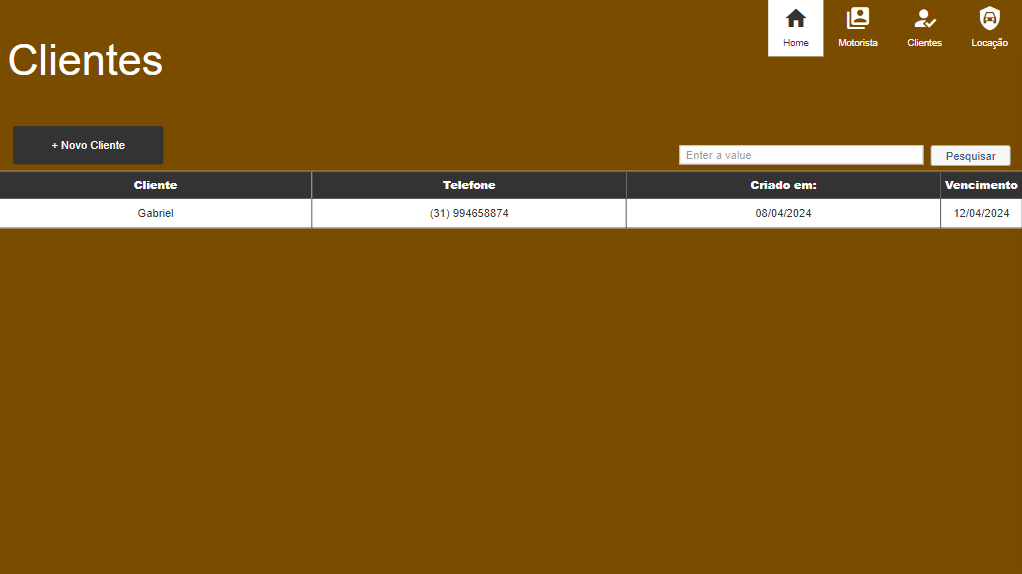 Home Motorista Clientes Locação
Clientes
+ Novo Cliente
Enter a value Pesquisar
Cliente Telefone Criado em: Vencimento
Gabriel (31) 994658874 08/04/2024 12/04/2024